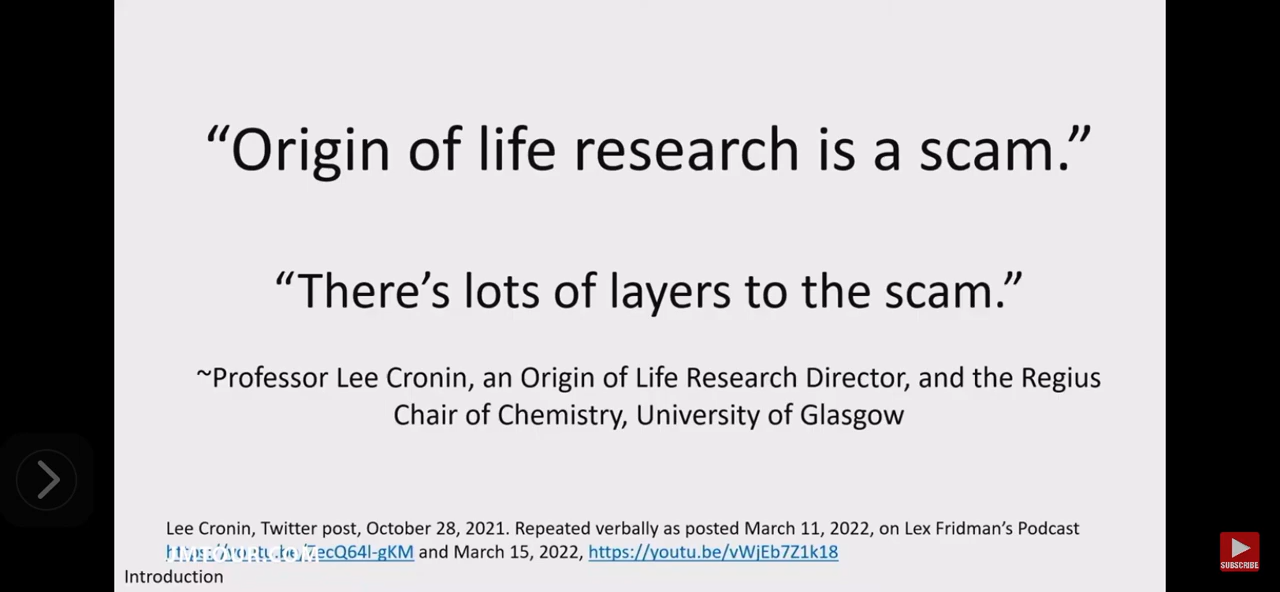 “Origin of life research is a scam.”
“There’s lots of layers to the scam.”
~Professor Lee Cronin, an Origin of Life Research Director, and the Regius
Chair of Chemistry, University of Glasgow
Lee Cronin, Twitter post, October 28, 2021. Repeated verbally as posted March 11, 2022, on Lex Fridman’s Podcast
and March 15, 2022, https://youtu.be/vWjEb7Z1k18
Introduction
SUBSCRIBE